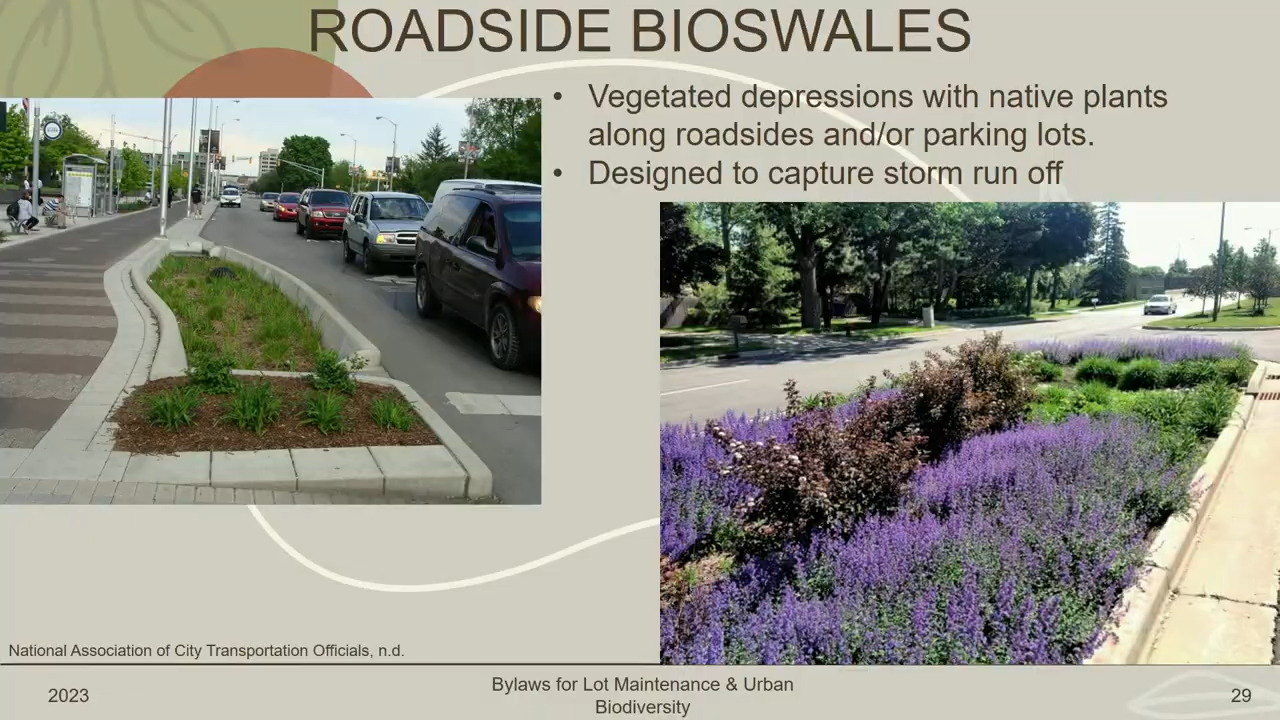 ROADSIDE BIOSWALES
• Vegetated depressions with native plants
along roadsides and/or parking lots.
• Designed to capture storm run off
National Association of City Transportation Officials, n.d.
2023
Bylaws for Lot Maintenance & Urban
Biodiversity
29